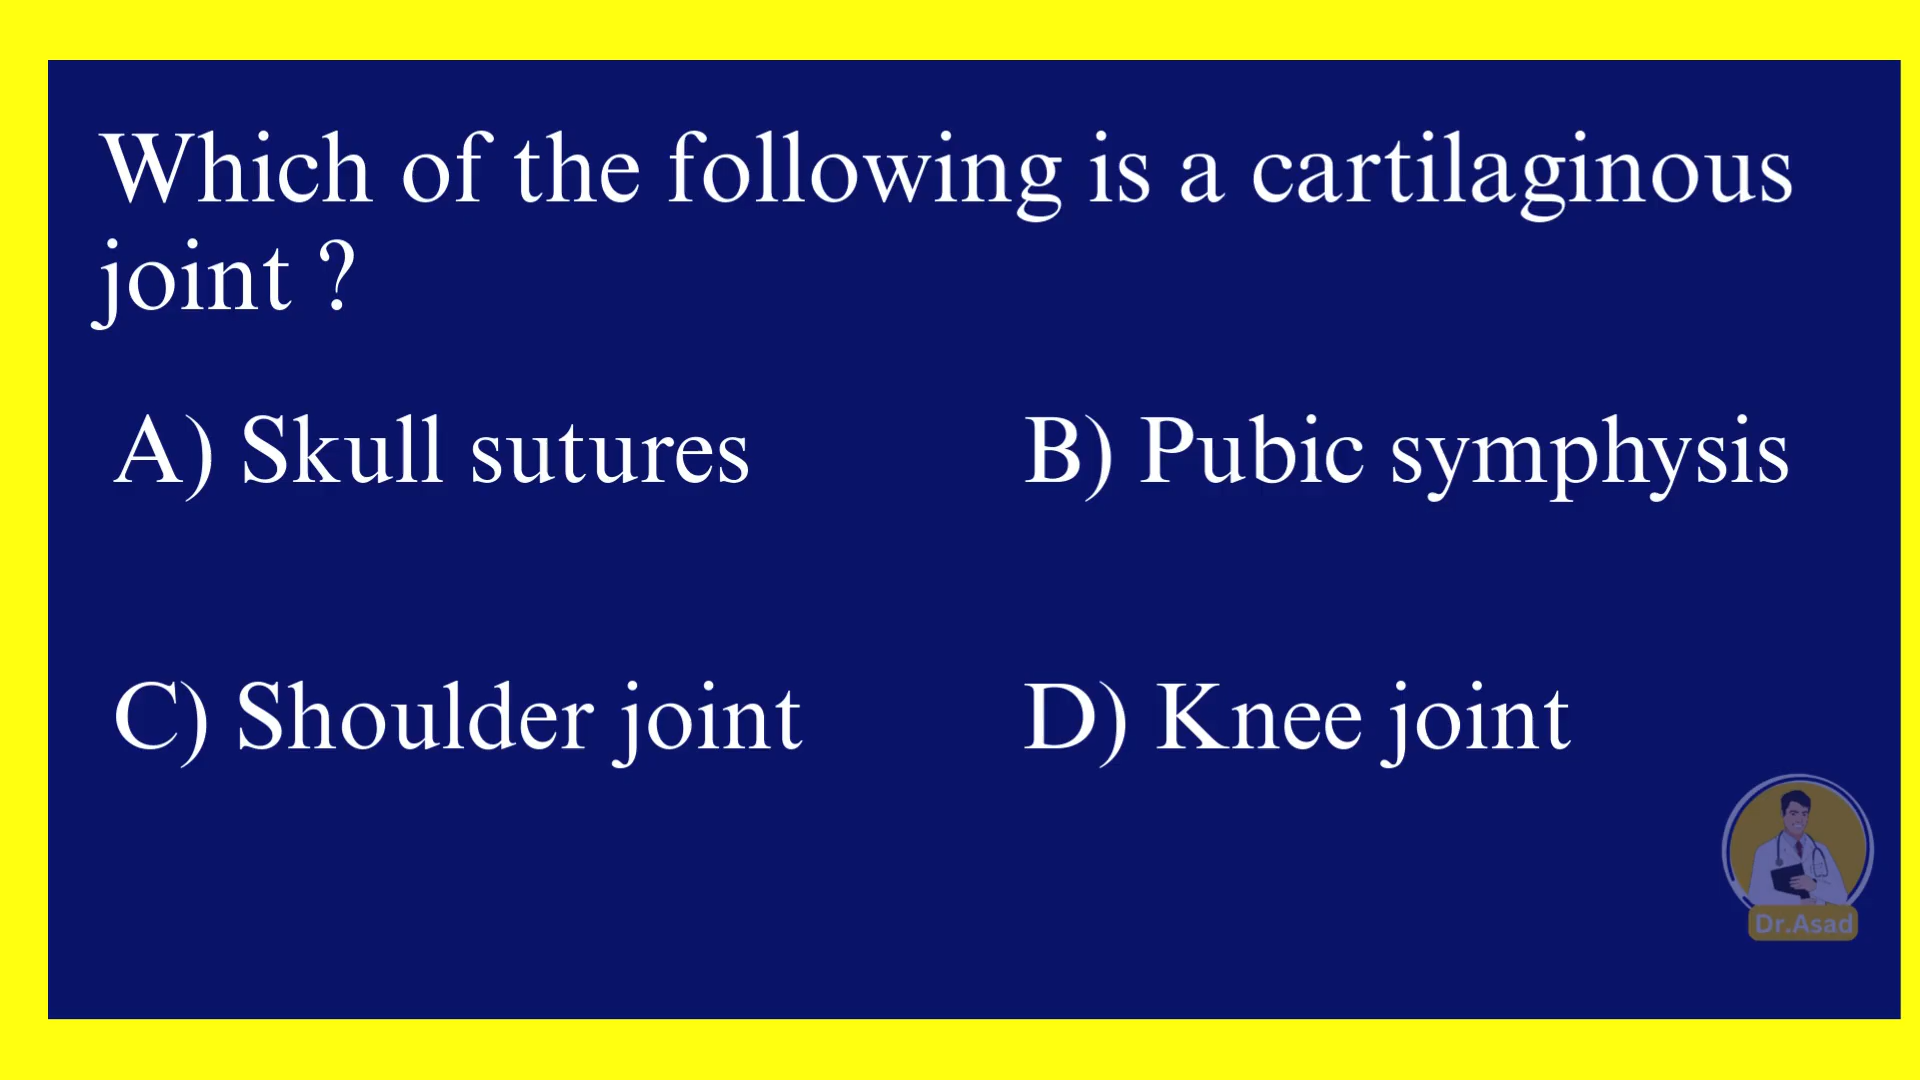 Which of the following is a cartilaginous
joint ?
A) Skull sutures
B) Pubic symphysis
C) Shoulder joint
D) Knee joint
Dr.Asad